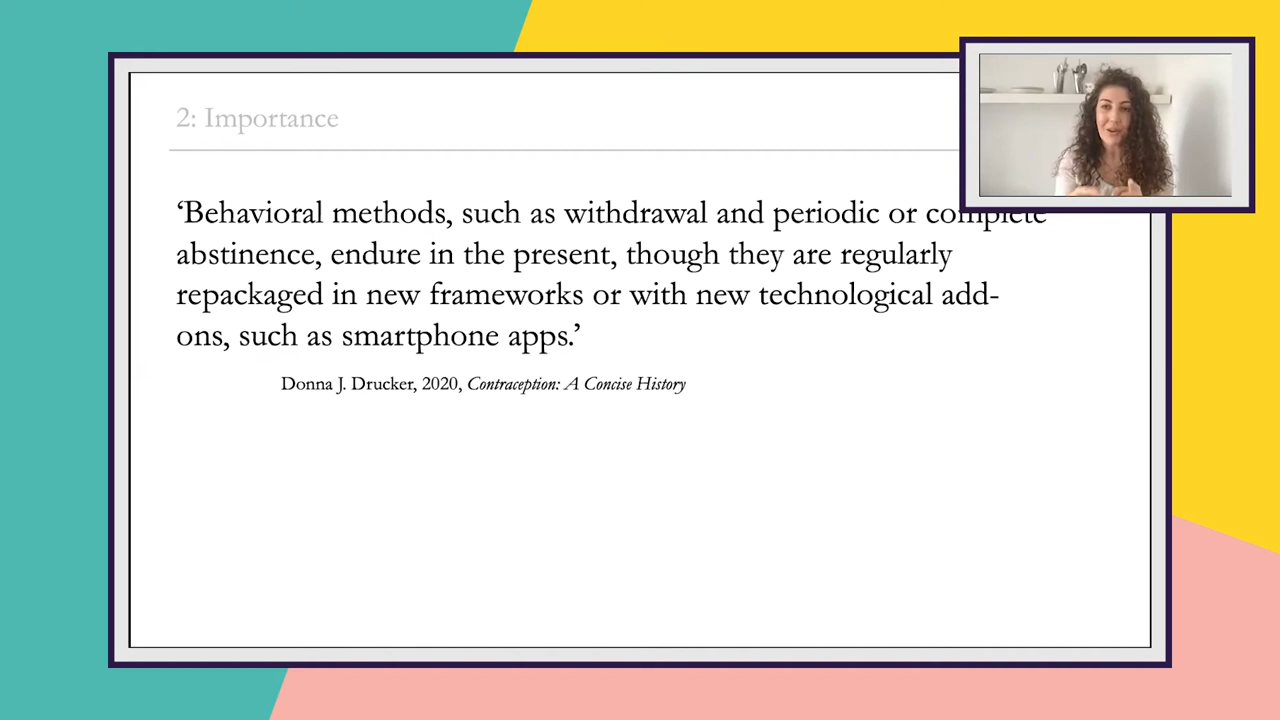 2: Importance
‘Behavioral methods, such as withdrawal and periodic or complete
abstinence, endure in the present, though they are regularly
repackaged in new frameworks or with new technological add-
ons, such as smartphone apps.’
Donna J. Drucker, 2020, Contraception: A Concise History